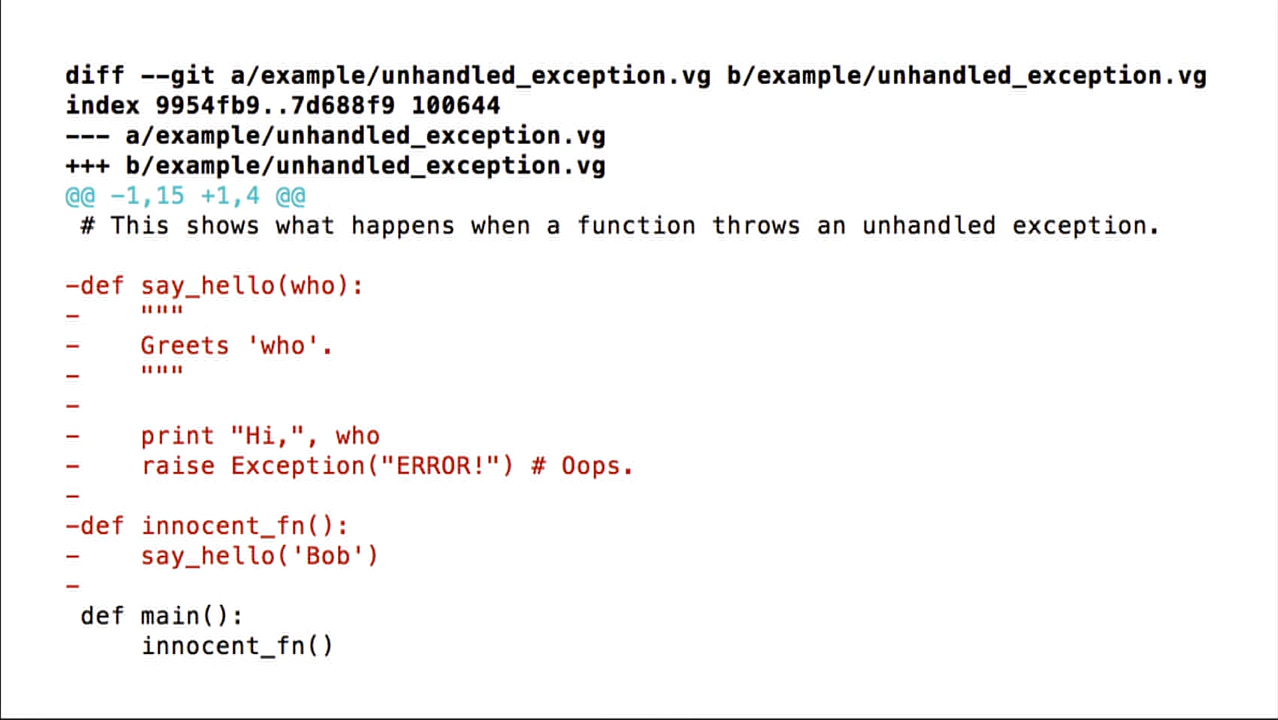 diff --git a/example/unhandled_exception.vg b/example/unhandled_exception.vg
index 9954fb9..7d688f9 100644
--- a/example/unhandled_exception.vg
+++ b/example/unhandled_exception.vg
@@ -1,15 +1,4 @@
 # This shows what happens when a function throws an unhandled exception.

-def say_hello(who):
-    """
-    Greets 'who'.
-    """
-
-    print "Hi,", who
-    raise Exception("ERROR!") # Oops.
-
-def innocent_fn():
-    say_hello('Bob')
-
 def main():
     innocent_fn()